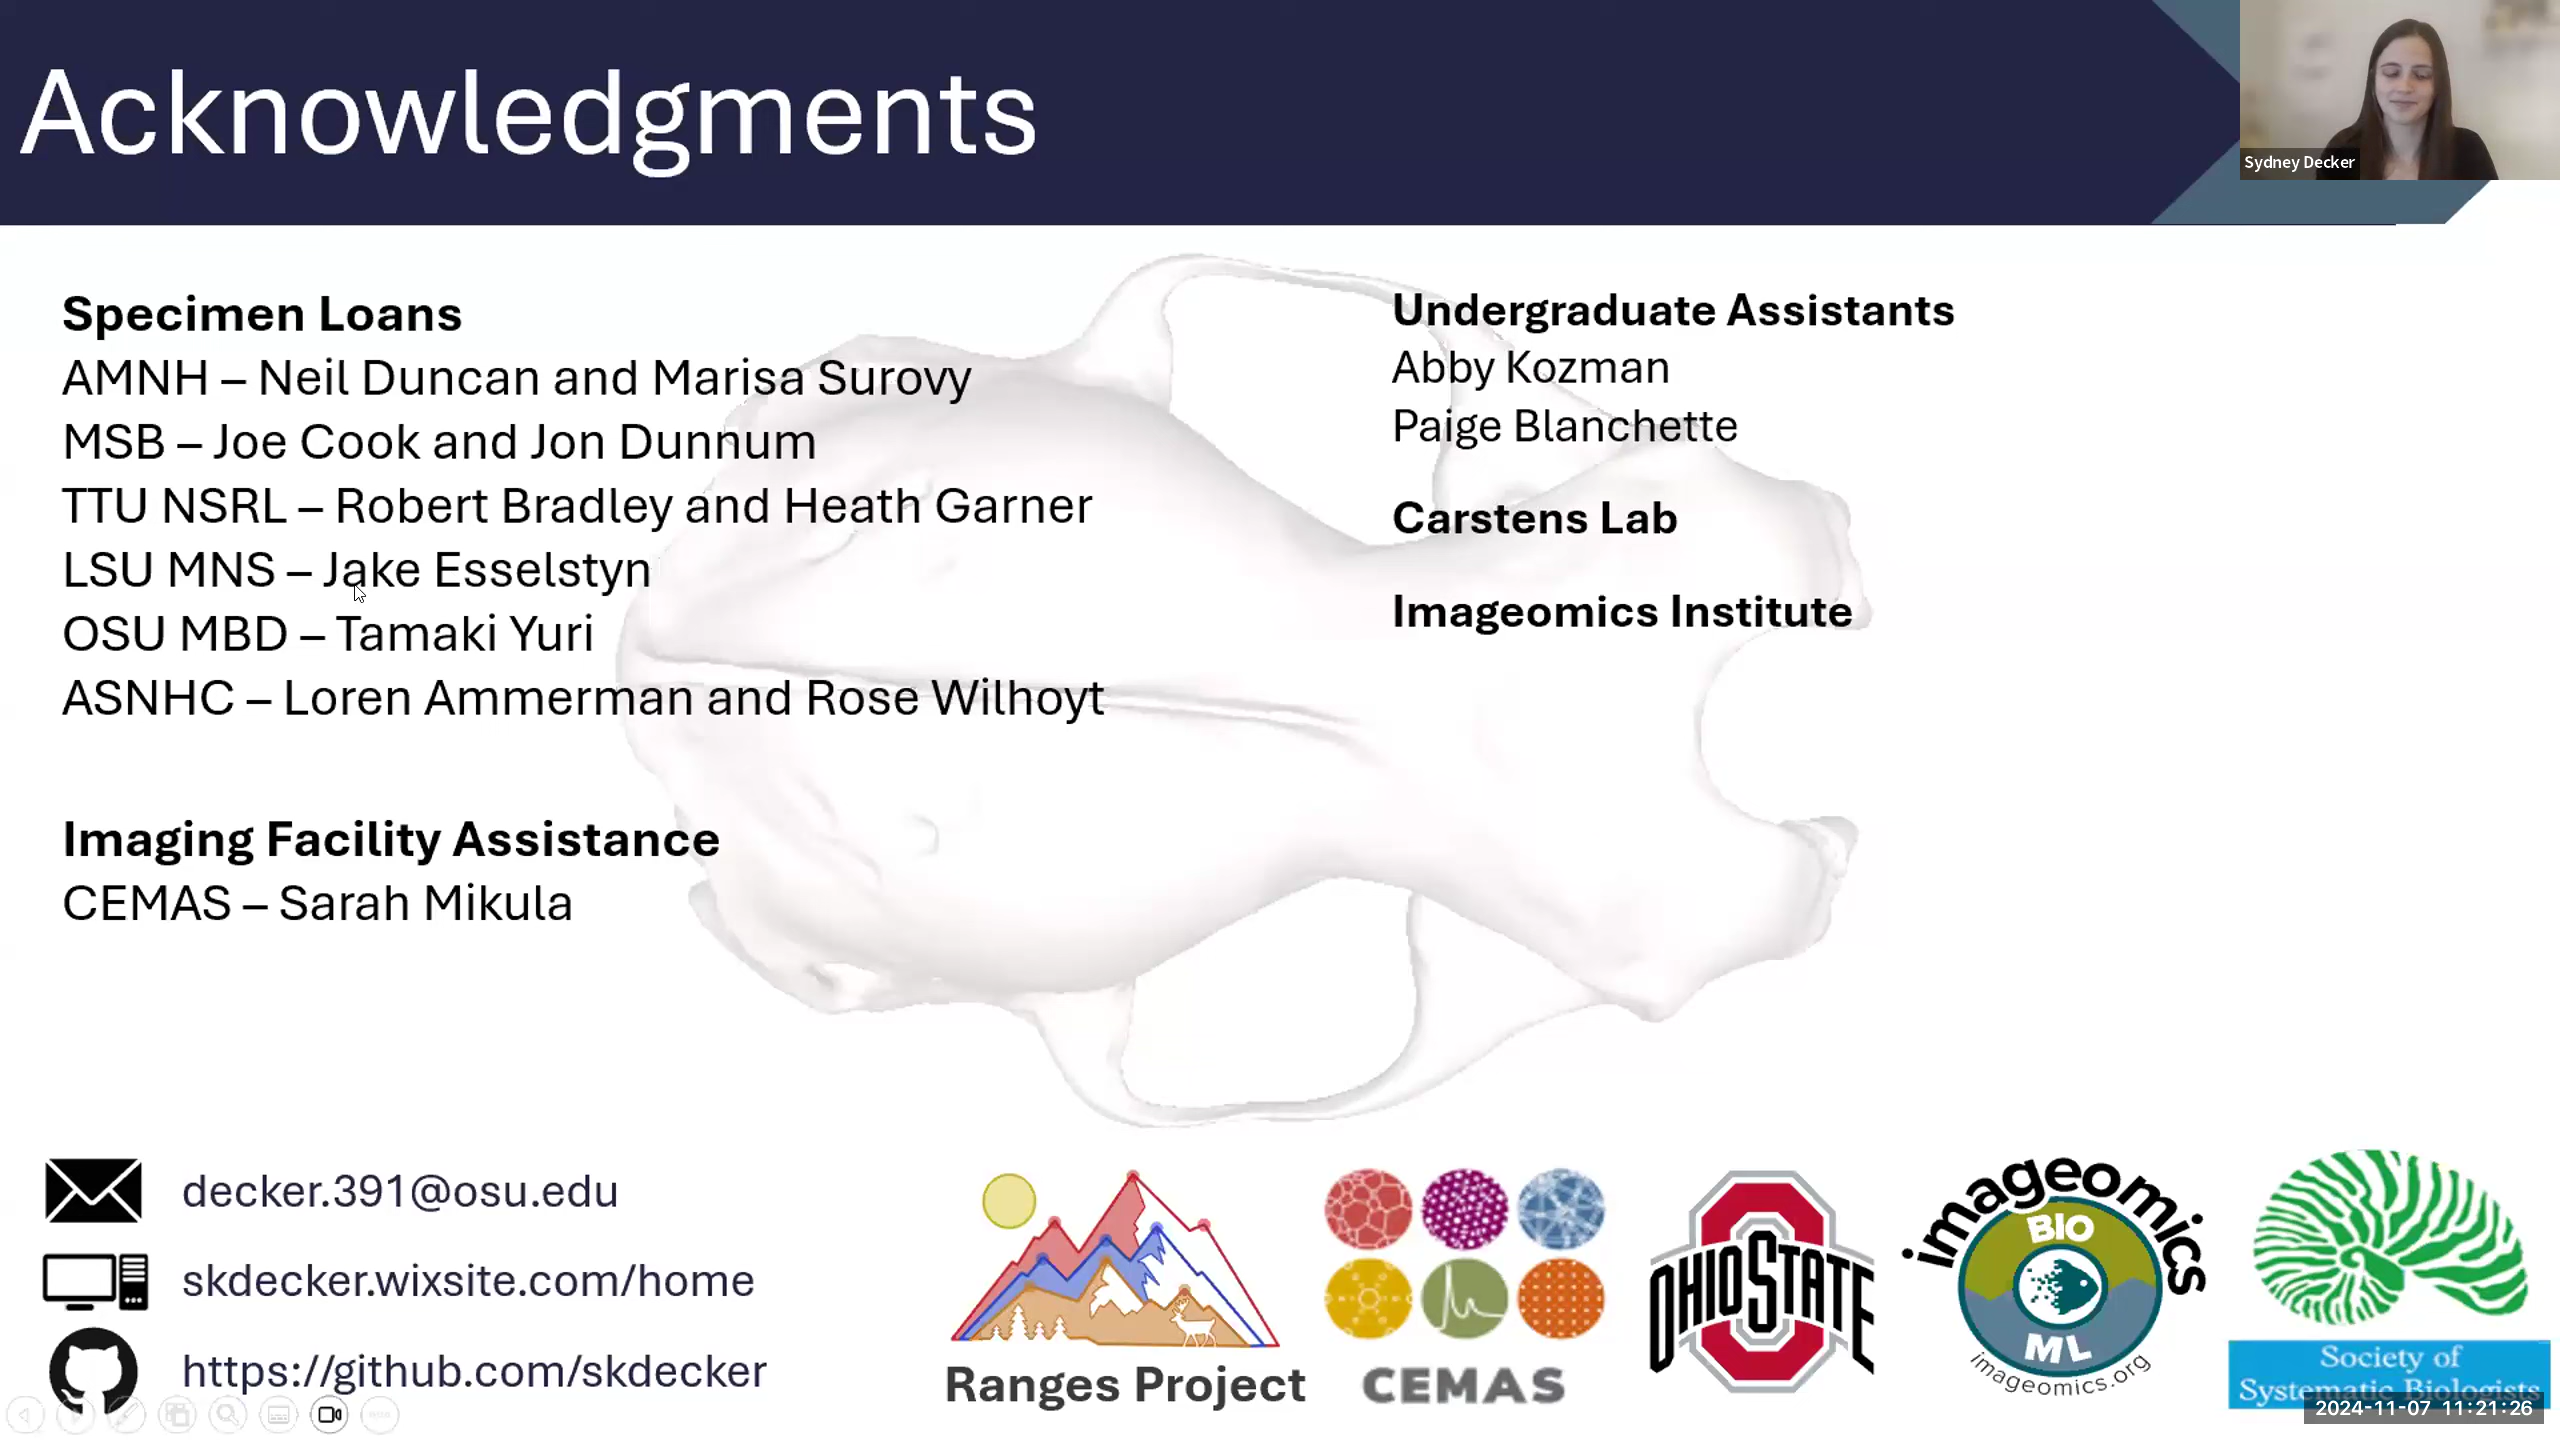 Acknowledgments
Sydney Decker
Specimen Loans
AMNH – Neil Duncan and Marisa Surovy
MSB – Joe Cook and Jon Dunnum
TTU NSRL – Robert Bradley and Heath Garner
LSU MNS – Jake Esselstyn
OSU MBD – Tamaki Yuri
ASNHC – Loren Ammerman and Rose Wilhoyt
Imaging Facility Assistance
CEMAS – Sarah Mikula
Undergraduate Assistants
Abby Kozman
Paige Blanchette
Carstens Lab
Imageomics Institute
decker.391@osu.edu
skdecker.wixsite.com/home
https://github.com/skdecker
Ranges Project
CEMAS
OHIO STATE
imageomics
BIO
ML
imageomics.org
Society of
Systematic Biologists
2024-11-07 11:21:26